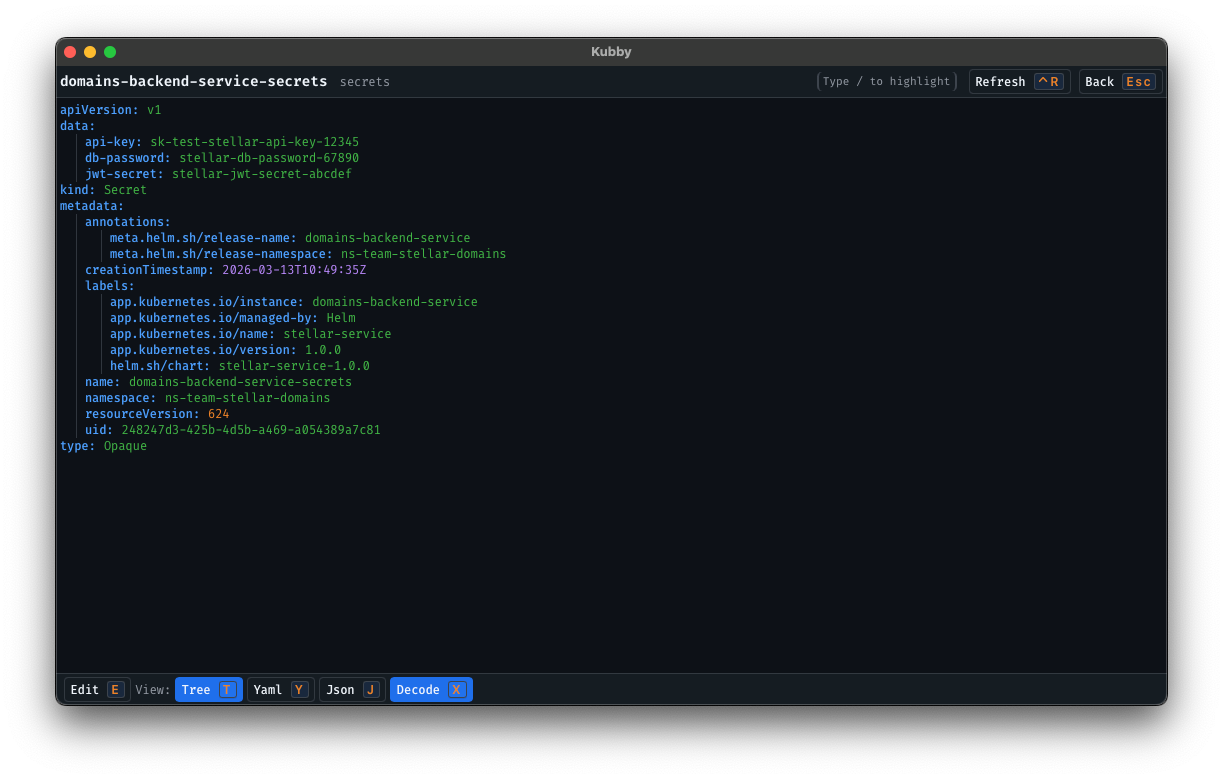 Kubby
domains-backend-service-secrets secrets Type / to highlight Refresh ^R Back Esc
apiVersion: v1
data:
api-key: sk-test-stellar-api-key-12345
db-password: stellar-db-password-67890
jwt-secret: stellar-jwt-secret-abcdef
kind: Secret
metadata:
annotations:
meta.helm.sh/release-name: domains-backend-service
meta.helm.sh/release-namespace: ns-team-stellar-domains
creationTimestamp: 2026-03-13T10:49:35Z
labels:
app.kubernetes.io/instance: domains-backend-service
app.kubernetes.io/managed-by: Helm
app.kubernetes.io/name: stellar-service
app.kubernetes.io/version: 1.0.0
helm.sh/chart: stellar-service-1.0.0
name: domains-backend-service-secrets
namespace: ns-team-stellar-domains
resourceVersion: 624
uid: 248247d3-425b-4d5b-a469-a054389a7c81
type: Opaque
Edit E View: Tree T Yaml Y Json J Decode X